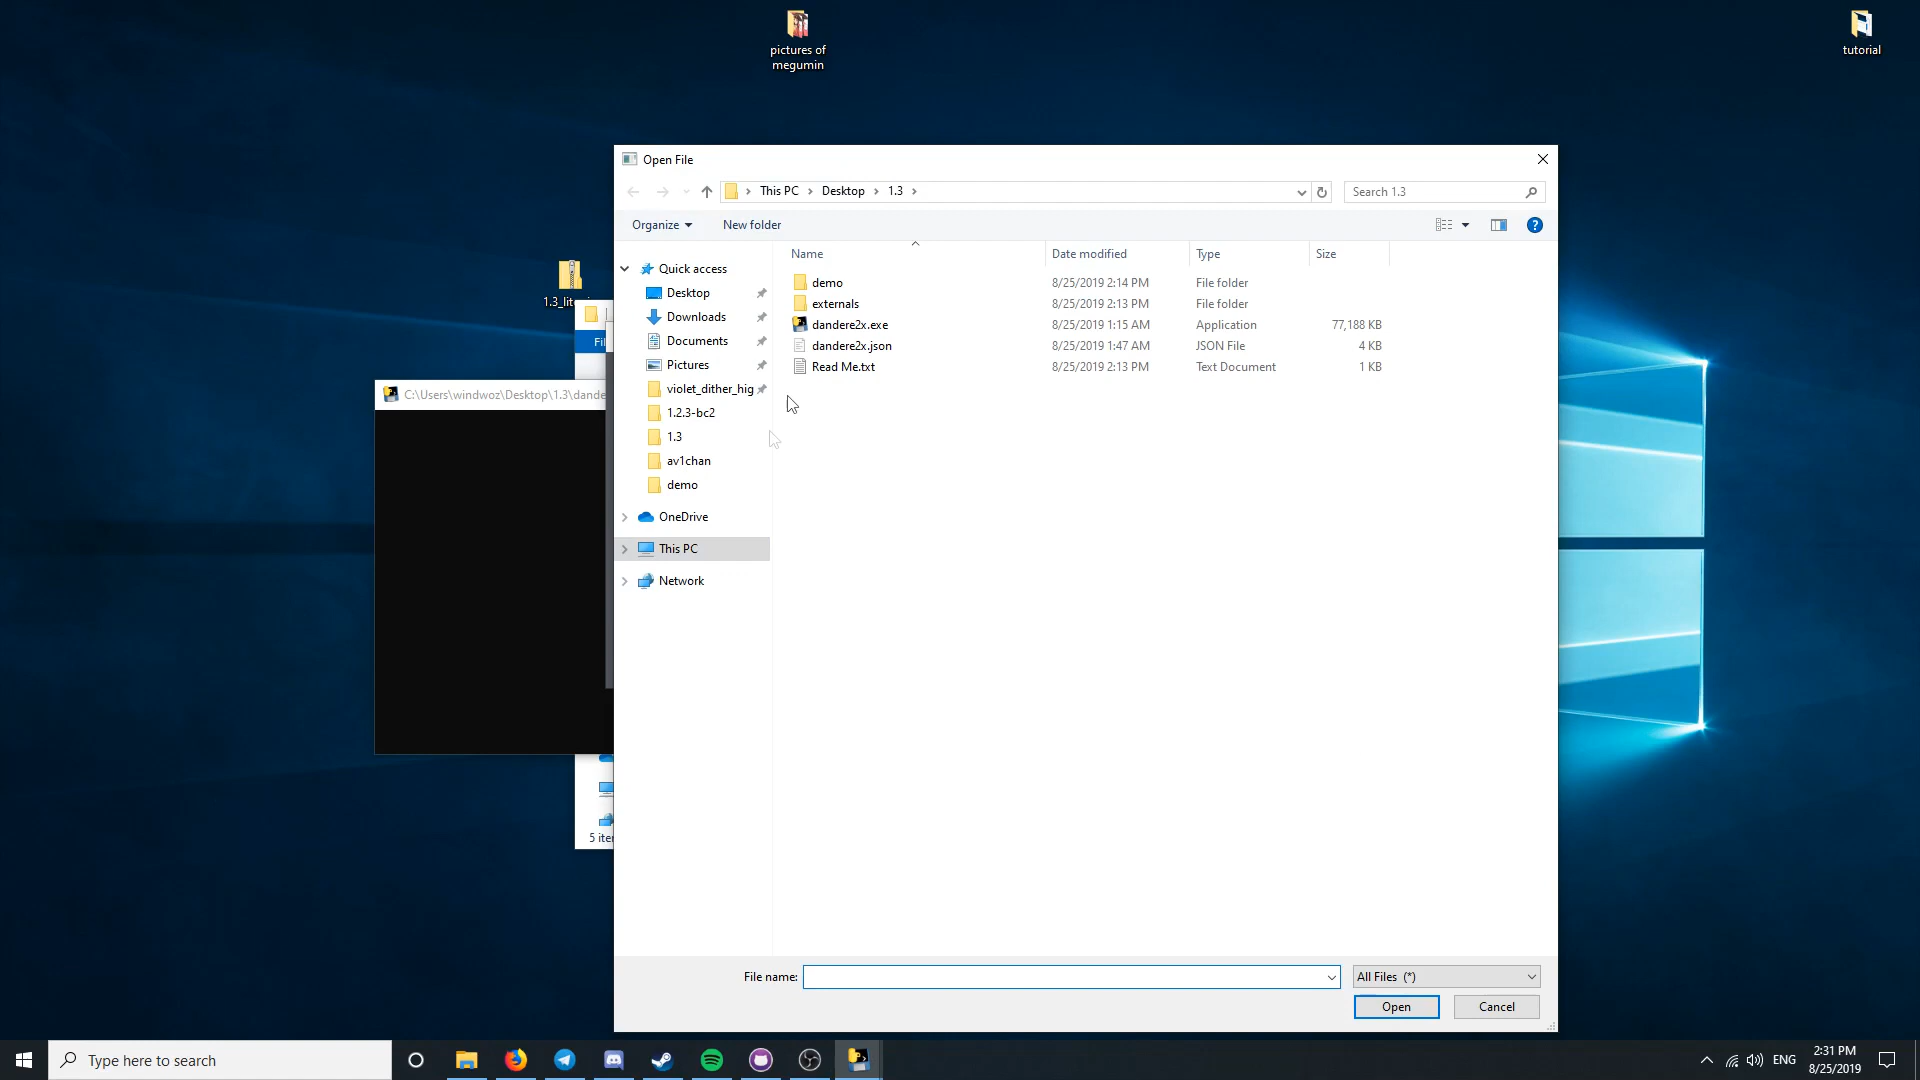 pictures of
megumin
tutorial
1.3_lite
Open File
This PC
Desktop
1.3
Search 1.3
Organize
New folder
Name
Date modified
Type
Size
Quick access
Desktop
Downloads
Documents
Pictures
violet_dither_hig
1.2.3-bc2
1.3
av1chan
demo
OneDrive
This PC
Network
demo 8/25/2019 2:14 PM File folder
externals 8/25/2019 2:13 PM File folder
dandere2x.exe 8/25/2019 1:15 AM Application 77,188 KB
dandere2x.json 8/25/2019 1:47 AM JSON File 4 KB
Read Me.txt 8/25/2019 2:13 PM Text Document 1 KB
Fil
C:\Users\windwoz\Desktop\1.3\dande
5 iter
File name:
All Files (*)
Open
Cancel
Type here to search
ENG
2:31 PM
8/25/2019